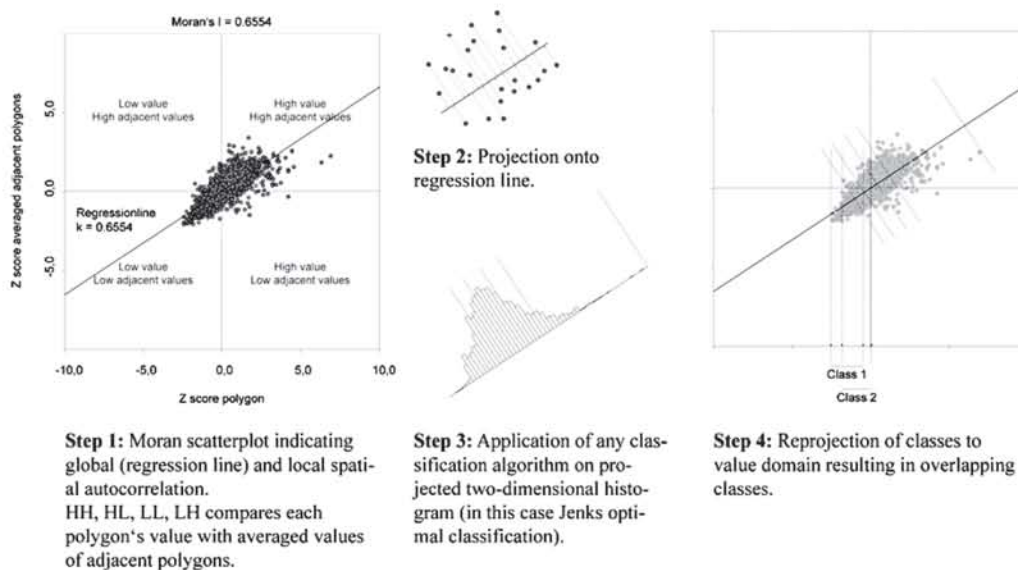 Moran's I = 0.6554
Low value
High adjacent values
High value
High adjacent values
Z score averaged adjacent polygons
5,0
0,0
-5,0
Regressionline
k = 0.6554
Low value
Low adjacent values
High value
Low adjacent values
-10,0
-5,0
0,0
5,0
10,0
Z score polygon
Step 1: Moran scatterplot indicating
global (regression line) and local spati-
al autocorrelation.
HH, HL, LL, LH compares each
polygon's value with averaged values
of adjacent polygons.
Step 2: Projection onto
regression line.
Step 3: Application of any clas-
sification algorithm on pro-
jected two-dimensional histo-
gram (in this case Jenks opti-
mal classification).
Class 1
Class 2
Step 4: Reprojection of classes to
value domain resulting in overlapping
classes.